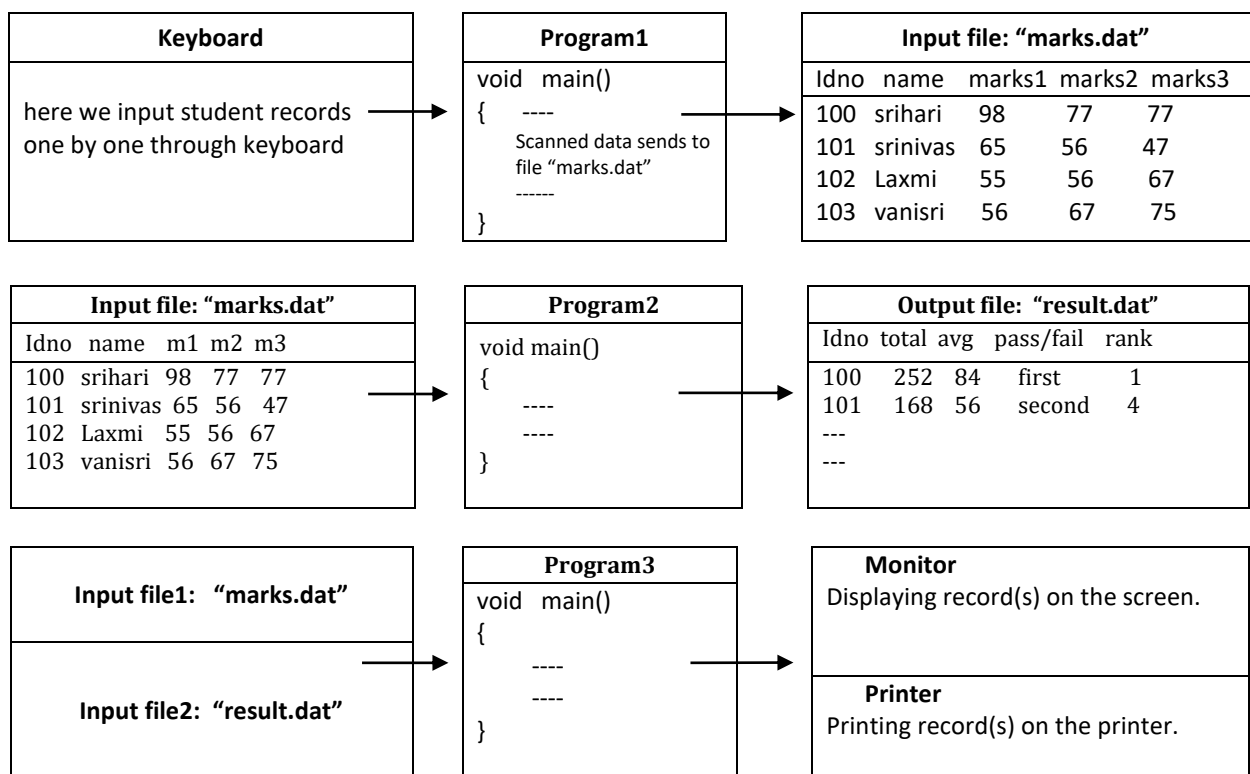 Keyboard
here we input student records
one by one through keyboard
Program1
void main()
{ ----
Scanned data sends to
file “marks.dat”
------
}
Input file: “marks.dat”
Idno name marks1 marks2 marks3
100 srihari 98 77 77
101 srinivas 65 56 47
102 Laxmi 55 56 67
103 vanisri 56 67 75
Input file: “marks.dat”
Idno name m1 m2 m3
100 srihari 98 77 77
101 srinivas 65 56 47
102 Laxmi 55 56 67
103 vanisri 56 67 75
Program2
void main()
{
----
----
}
Output file: “result.dat”
Idno total avg pass/fail rank
100 252 84 first 1
101 168 56 second 4
---
---
Input file1: “marks.dat”
Input file2: “result.dat”
Program3
void main()
{
----
----
}
Monitor
Displaying record(s) on the screen.
Printer
Printing record(s) on the printer.